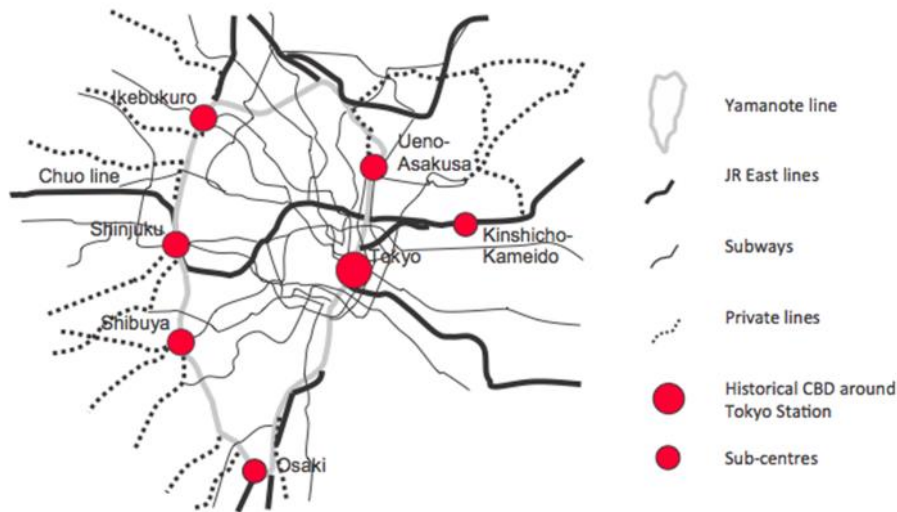 Ikebukuro
Ueno-
Asakusa
Chuo line
Shinjuku
Kinshicho-
Kameido
Tokyo
Shibuya
Osaki
Yamanote line
JR East lines
Subways
Private lines
Historical CBD around
Tokyo Station
Sub-centres